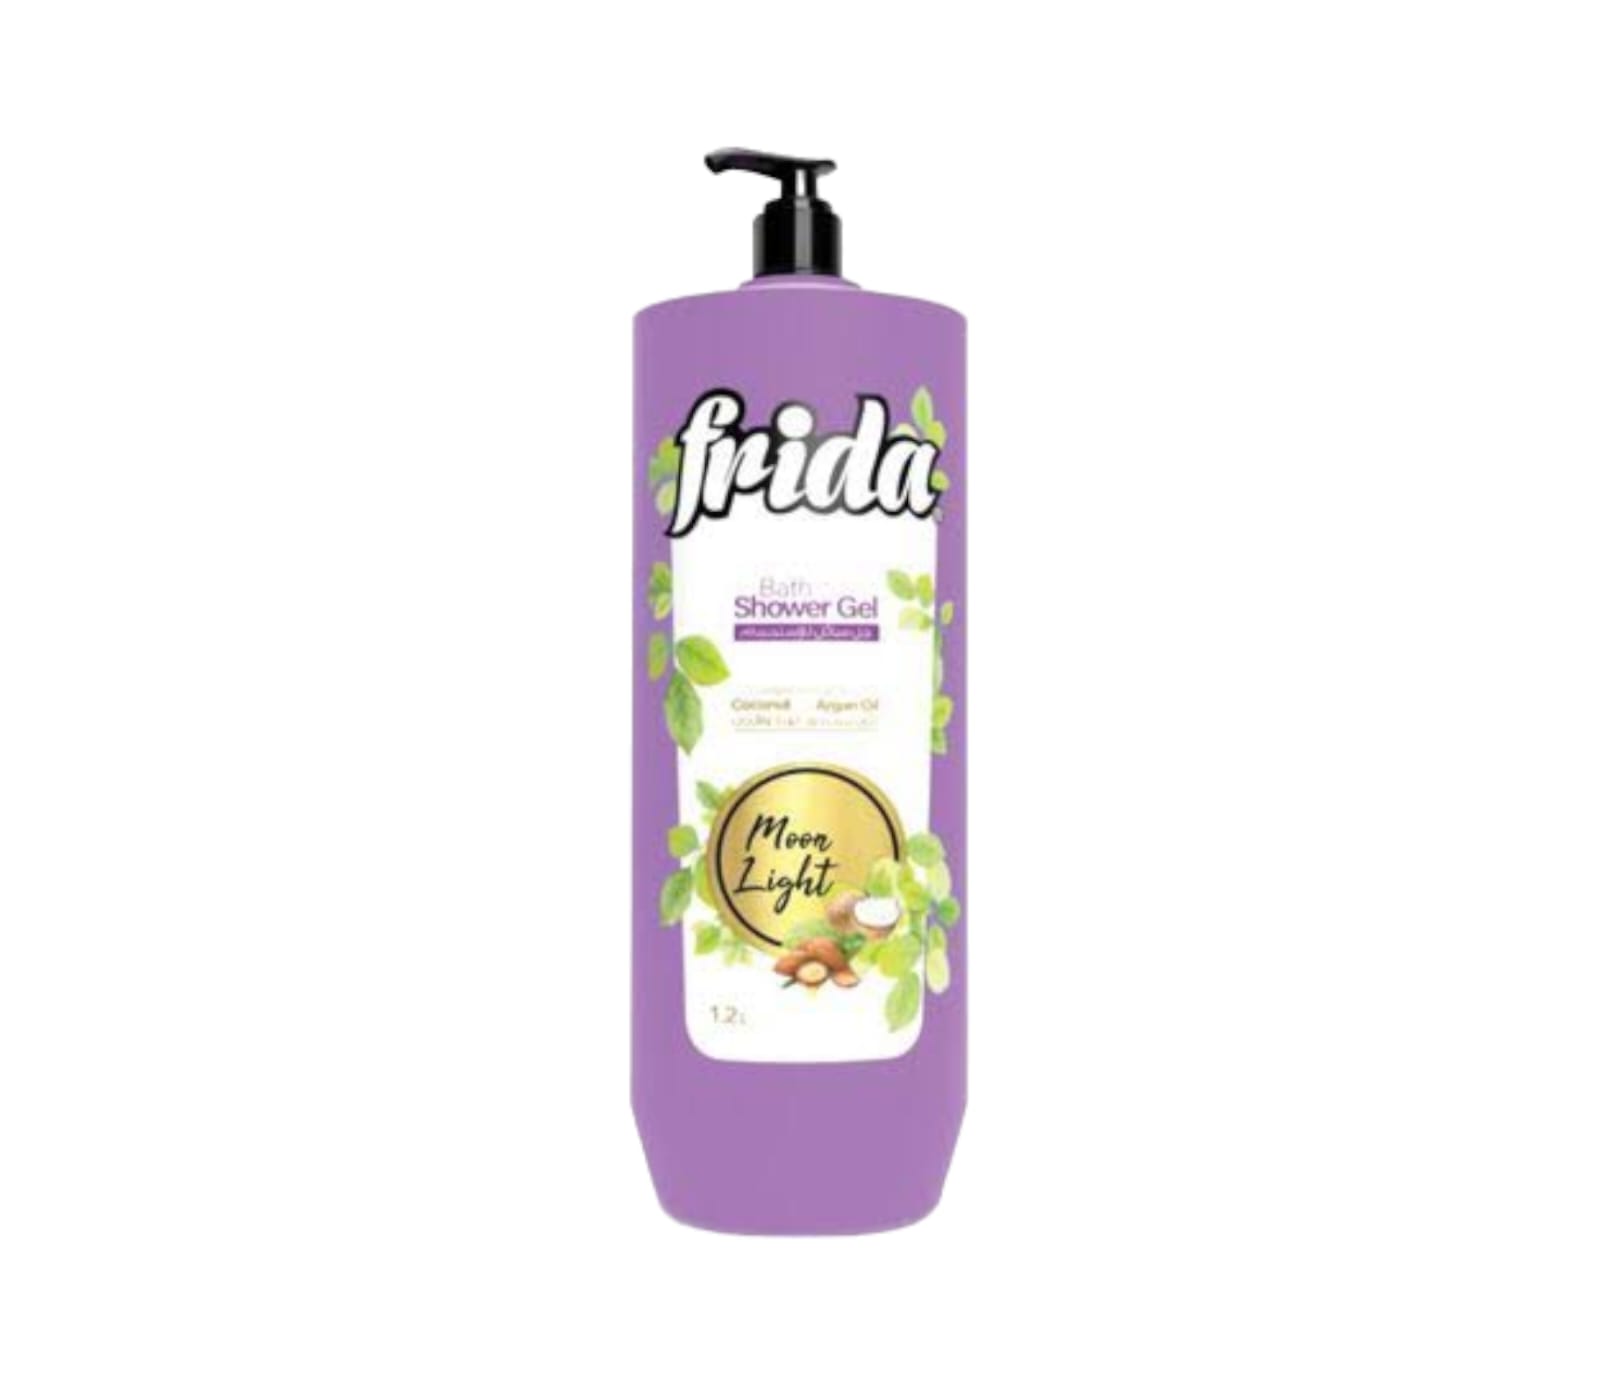 frida
Bath
Shower Gel
Coconut Argan Oil
Moon
Light
1.2L